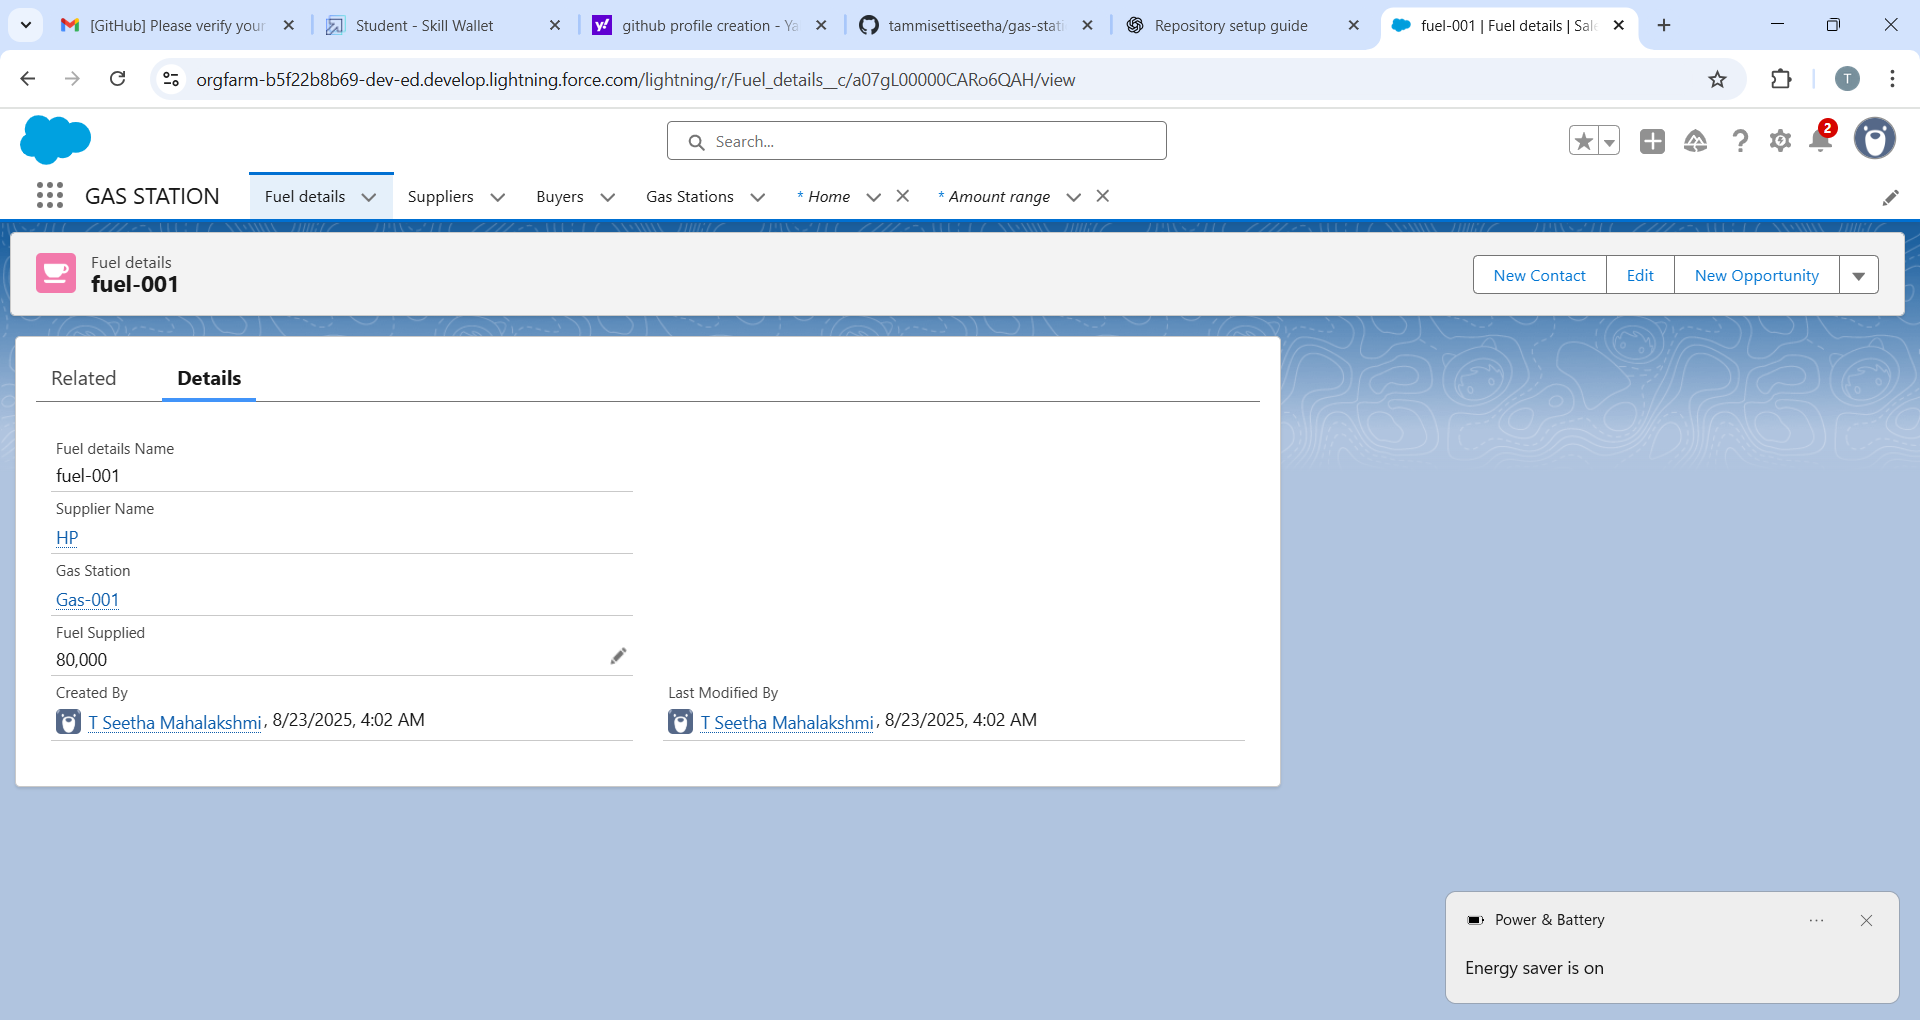 [GitHub] Please verify your
Student - Skill Wallet
github profile creation - Ya
tammisettiseetha/gas-stati
Repository setup guide
fuel-001 | Fuel details | Sale
orgfarm-b5f22b8b69-dev-ed.develop.lightning.force.com/lightning/r/Fuel_details__c/a07gL00000CARo6QAH/view
T
Search...
2
GAS STATION
Fuel details
Suppliers
Buyers
Gas Stations
* Home
* Amount range
Fuel details
fuel-001
New Contact
Edit
New Opportunity
Related
Details
Fuel details Name
fuel-001
Supplier Name
HP
Gas Station
Gas-001
Fuel Supplied
80,000
Created By
T Seetha Mahalakshmi, 8/23/2025, 4:02 AM
Last Modified By
T Seetha Mahalakshmi, 8/23/2025, 4:02 AM
Power & Battery
Energy saver is on